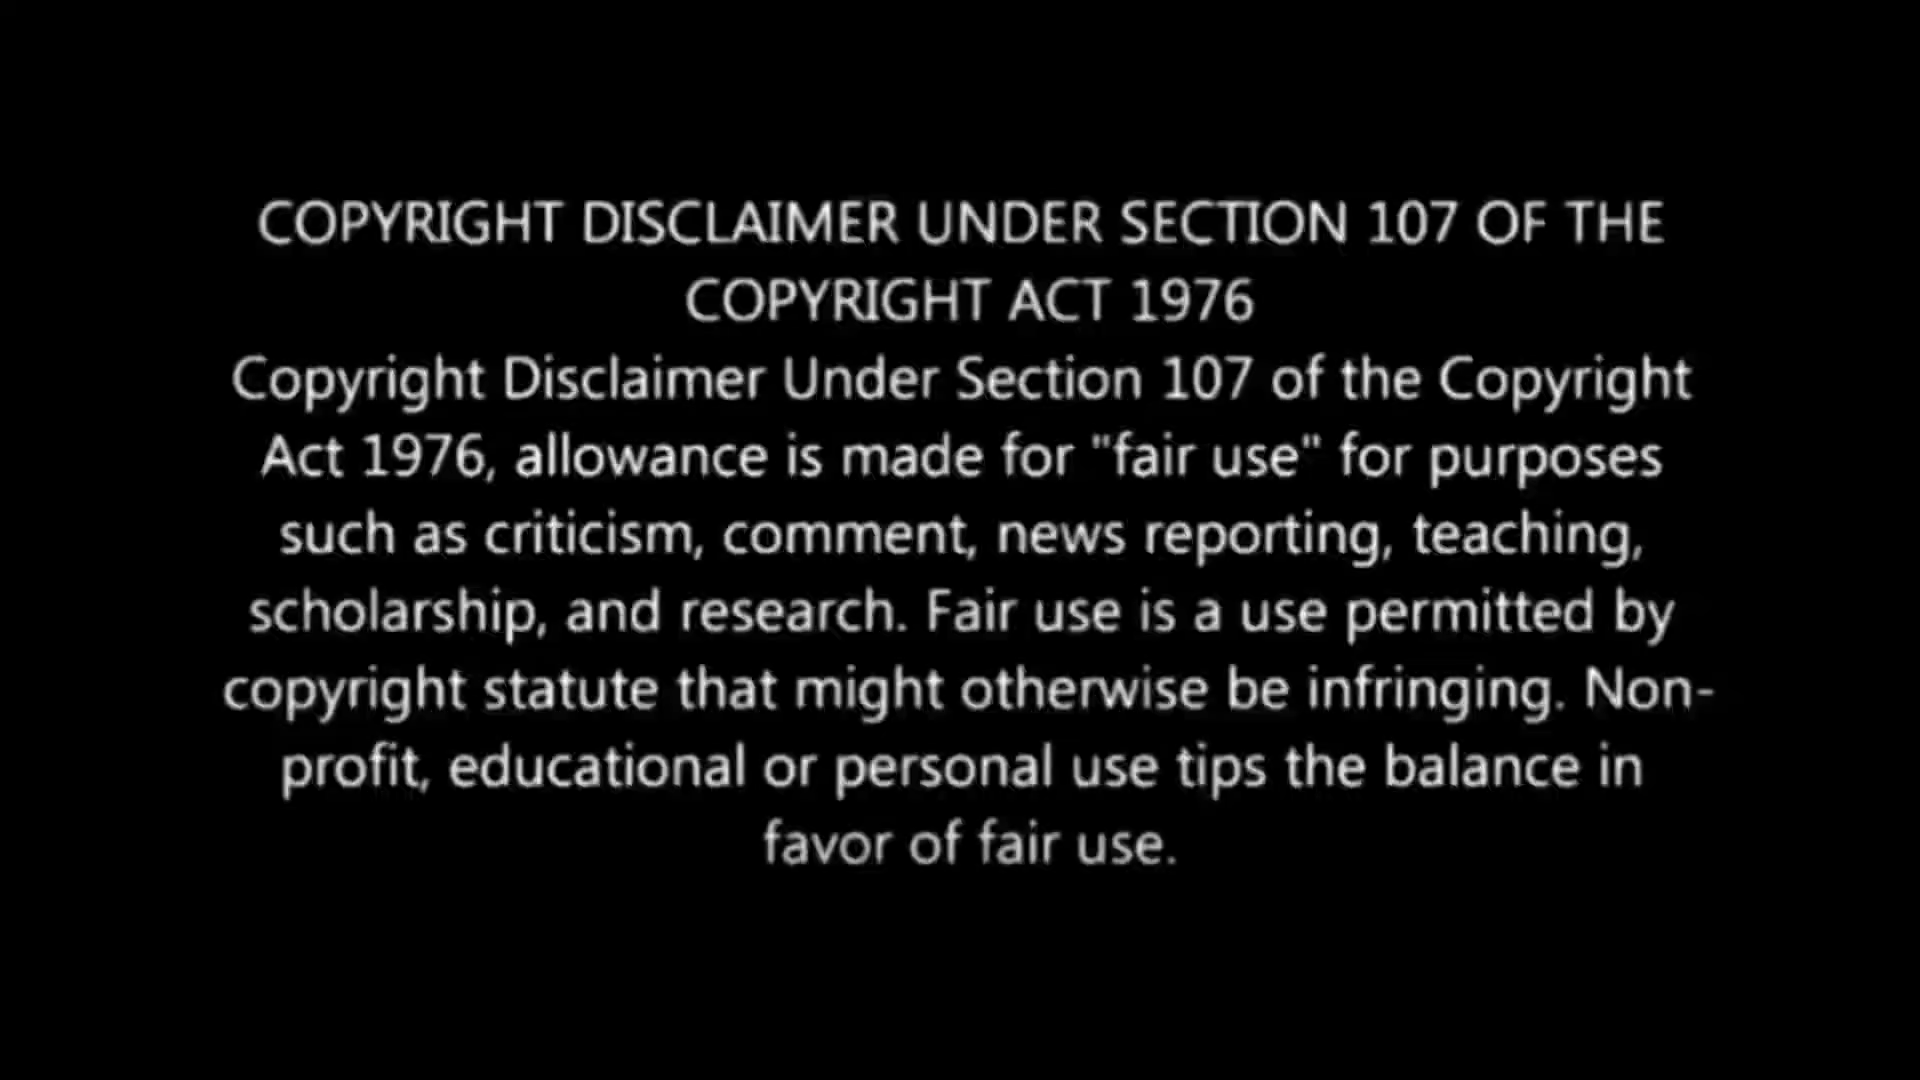 COPYRIGHT DISCLAIMER UNDER SECTION 107 OF THE
COPYRIGHT ACT 1976
Copyright Disclaimer Under Section 107 of the Copyright
Act 1976, allowance is made for "fair use" for purposes
such as criticism, comment, news reporting, teaching,
scholarship, and research. Fair use is a use permitted by
copyright statute that might otherwise be infringing. Non-
profit, educational or personal use tips the balance in
favor of fair use.